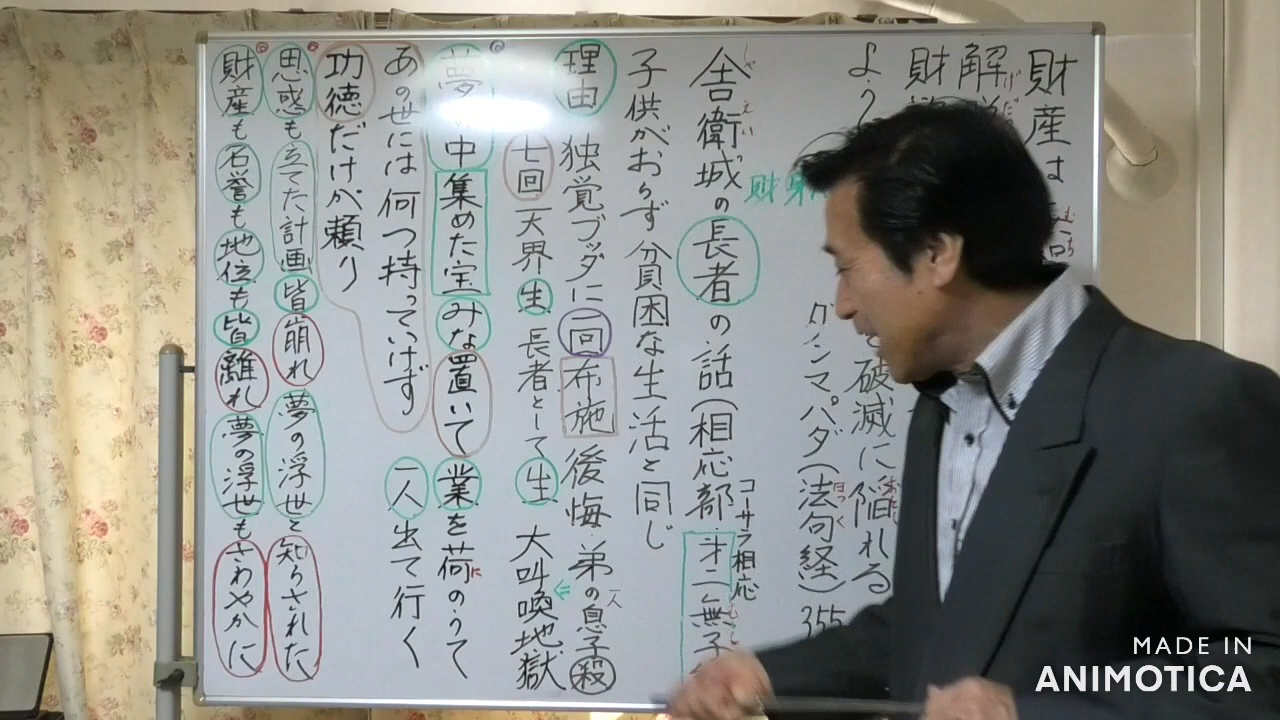 財産は
解
財
よう 破滅に陥れる
ダンマパダ(法句経)355
財
舎衛城の長者の話(相応部
コーサラ相応
才二無子
子供がおらず貧困な生活と同じ
理由 独覚ブッダに一回布施 後悔 弟の一人息子殺
七回 天界生 長者として生 大叫喚地獄
夢の中集めた宝みな置いて業を荷のうて
あの世には何つ持っていけず 一人出て行く
功徳だけが頼り
思惑も立てた計画皆崩れ夢の浮世と知らされた
財産も名誉も地位も皆離れ夢の浮世もさわやかに
MADE IN
ANIMOTICA